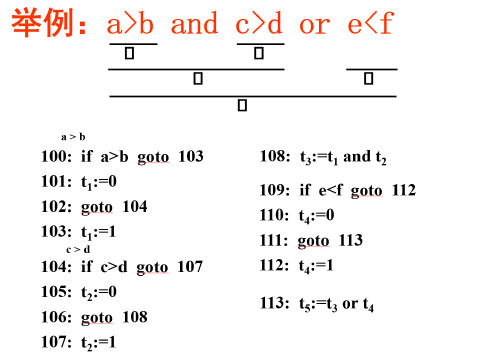 举例：a>b and c>d or e<f
a > b
100: if a>b goto 103
101: t₁:=0
102: goto 104
103: t₁:=1
c > d
104: if c>d goto 107
105: t₂:=0
106: goto 108
107: t₂:=1
108: t₃:=t₁ and t₂
109: if e<f goto 112
110: t₄:=0
111: goto 113
112: t₄:=1
113: t₅:=t₃ or t₄